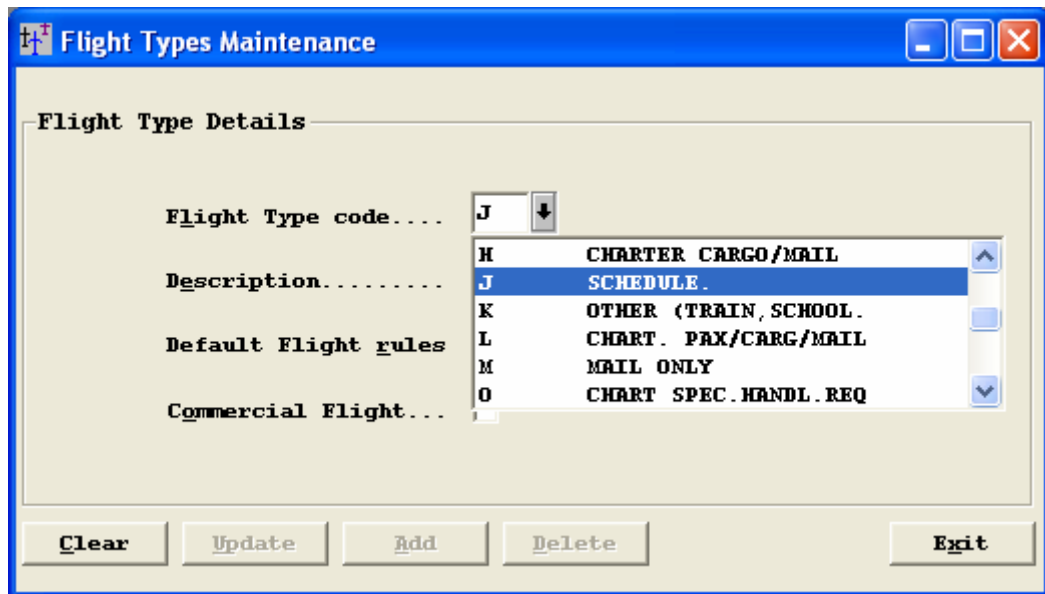 Flight Types Maintenance
Flight Type Details
Flight Type code.... J
H CHARTER CARGO/MAIL
Description.........
J SCHEDULE.
K OTHER (TRAIN,SCHOOL.
Default Flight rules
L CHART. PAX/CARG/MAIL
M MAIL ONLY
O CHART SPEC.HANDL.REQ
Commercial Flight...
Clear Update Add Delete Exit